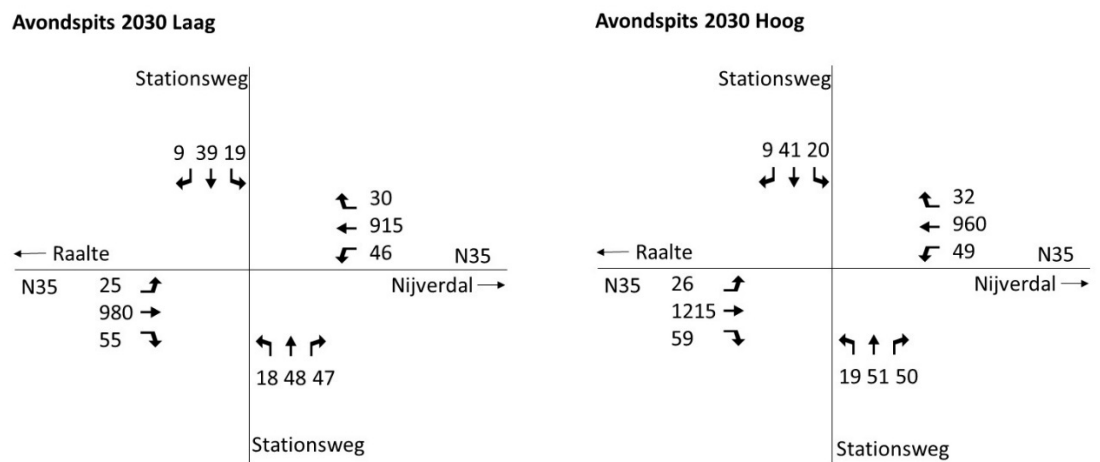 Avondspits 2030 Laag
Stationsweg
9 39 19
30
915
46
Raalte
N35
N35
Nijverdal
25
980
55
18 48 47
Stationsweg
Avondspits 2030 Hoog
Stationsweg
9 41 20
32
960
49
Raalte
N35
N35
Nijverdal
26
1215
59
19 51 50
Stationsweg